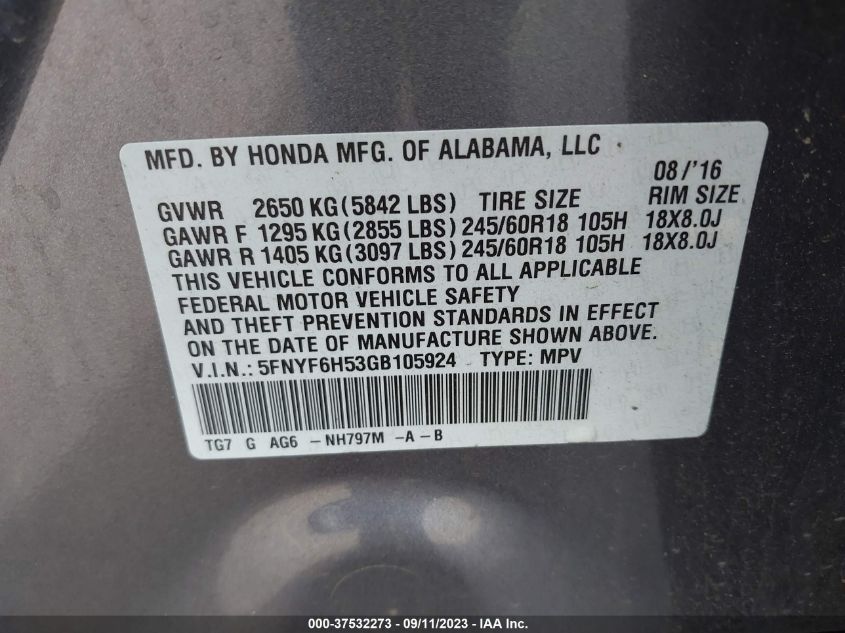 MFD. BY HONDA MFG. OF ALABAMA, LLC 08/'16
GVWR 2650 KG (5842 LBS) TIRE SIZE RIM SIZE
GAWR F 1295 KG (2855 LBS) 245/60R18 105H 18X8.0J
GAWR R 1405 KG (3097 LBS) 245/60R18 105H 18X8.0J
THIS VEHICLE CONFORMS TO ALL APPLICABLE
FEDERAL MOTOR VEHICLE SAFETY
AND THEFT PREVENTION STANDARDS IN EFFECT
ON THE DATE OF MANUFACTURE SHOWN ABOVE.
V.I.N.: 5FNYF6H53GB105924 TYPE: MPV
TG7 G AG6 -NH797M -A-B
000-37532273 - 09/11/2023 - IAA Inc.